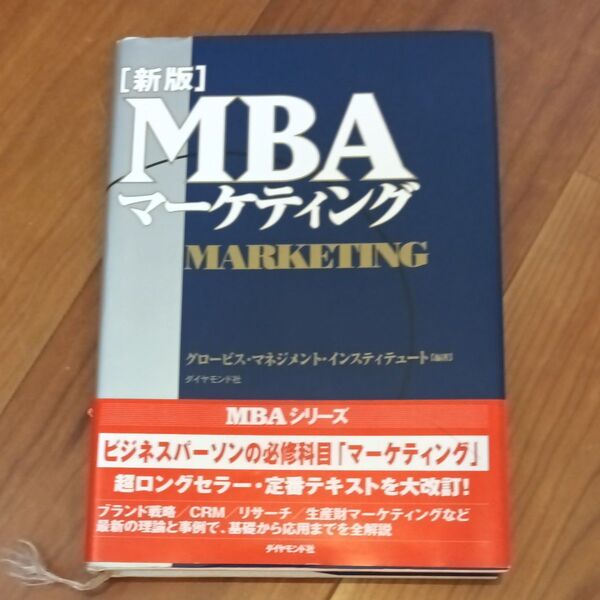 [新版]
MBA
マーケティング
MARKETING
グロービス・マネジメント・インスティテュート[編著]
ダイヤモンド社
MBAシリーズ
ビジネスパーソンの必修科目「マーケティング」
超ロングセラー・定番テキストを大改訂!
ブランド戦略/CRM/リサーチ/生産財マーケティングなど
最新の理論と事例で、基礎から応用までを全解説
ダイヤモンド社